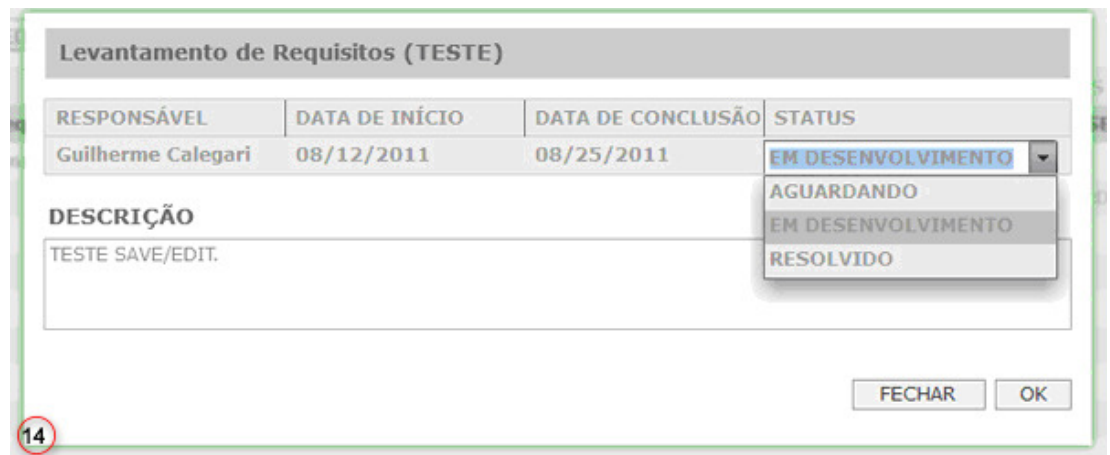 Levantamento de Requisitos (TESTE)
RESPONSÁVEL DATA DE INÍCIO DATA DE CONCLUSÃO STATUS
Guilherme Calegari 08/12/2011 08/25/2011 EM DESENVOLVIMENTO
AGUARDANDO
EM DESENVOLVIMENTO
RESOLVIDO
DESCRIÇÃO
TESTE SAVE/EDIT.
FECHAR OK
14